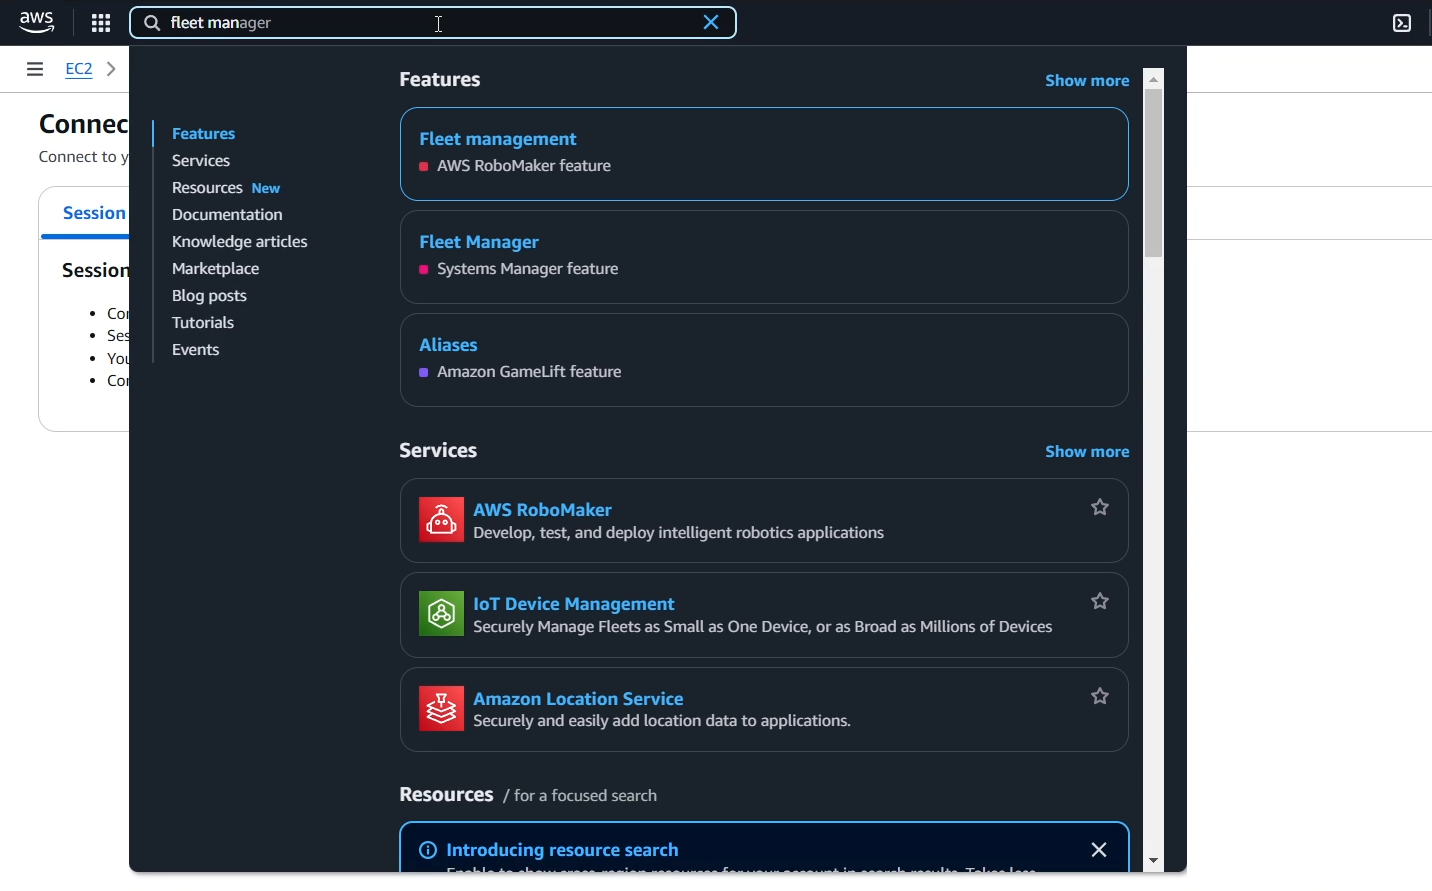 aws
fleet manager
EC2
Connec
Connect to y
Session
Session
Co
Ses
You
Co
Features
Services
Resources New
Documentation
Knowledge articles
Marketplace
Blog posts
Tutorials
Events
Features
Show more
Fleet management
AWS RoboMaker feature
Fleet Manager
Systems Manager feature
Aliases
Amazon GameLift feature
Services
Show more
AWS RoboMaker
Develop, test, and deploy intelligent robotics applications
IoT Device Management
Securely Manage Fleets as Small as One Device, or as Broad as Millions of Devices
Amazon Location Service
Securely and easily add location data to applications.
Resources / for a focused search
Introducing resource search